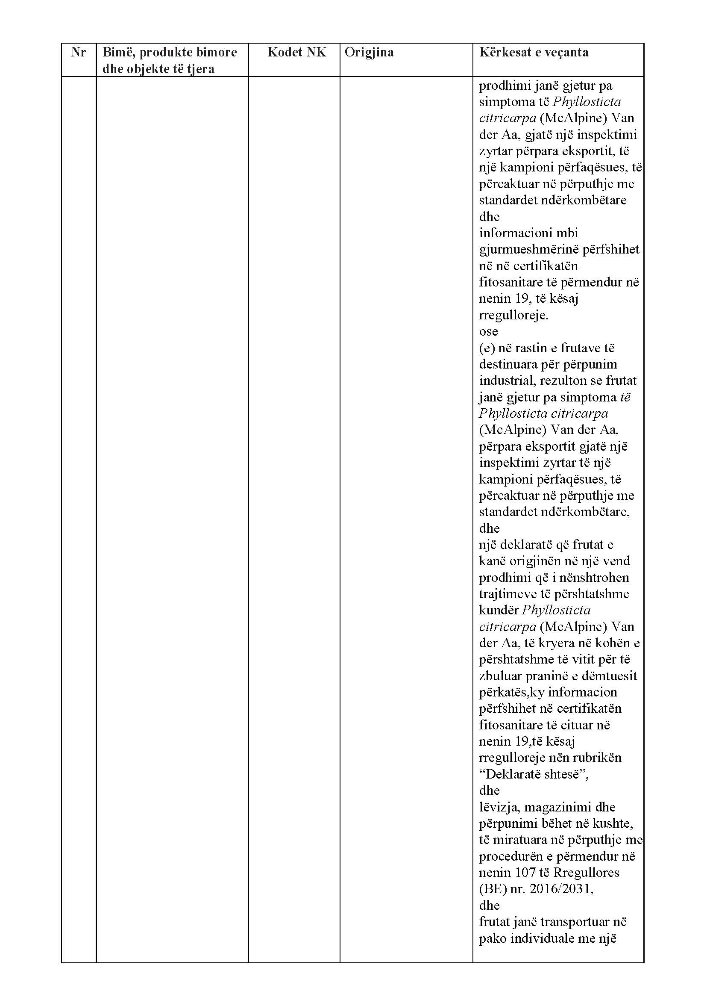 Nr
Bimë, produkte bimore
dhe objekte të tjera
Kodet NK
Origjina
Kërkesat e veçanta
prodhimi janë gjetur pa
simptoma të Phyllosticta
citricarpa (McAlpine) Van
der Aa, gjatë një inspektimi
zyrtar përpara eksportit, të
një kampioni përfaqësues, të
përcaktuar në përputhje me
standardet ndërkombëtare
dhe
informacioni mbi
gjurmueshmërinë përfshihet
në në certifikatën
fitosanitare të përmendur në
nenin 19, të kësaj
rregulloreje.
ose
(e) në rastin e frutave të
destinuara për përpunim
industrial, rezulton se frutat
janë gjetur pa simptoma të
Phyllosticta citricarpa
(McAlpine) Van der Aa,
përpara eksportit gjatë një
inspektimi zyrtar të një
kampioni përfaqësues, të
përcaktuar në përputhje me
standardet ndërkombëtare,
dhe
një deklaratë që frutat e
kanë origjinën në një vend
prodhimi që i nënshtrohen
trajtimeve të përshtatshme
kundër Phyllosticta
citricarpa (McAlpine) Van
der Aa, të kryera në kohën e
përshtatshme të vitit për të
zbuluar praninë e dëmtuesit
përkatës,ky informacion
përfshihet në certifikatën
fitosanitare të cituar në
nenin 19,të kësaj
rregulloreje nën rubrikën
“Deklaratë shtesë”,
dhe
lëvizja, magazinimi dhe
përpunimi bëhet në kushte,
të miratuara në përputhje me
procedurën e përmendur në
nenin 107 të Rregullores
(BE) nr. 2016/2031,
dhe
frutat janë transportuar në
pako individuale me një